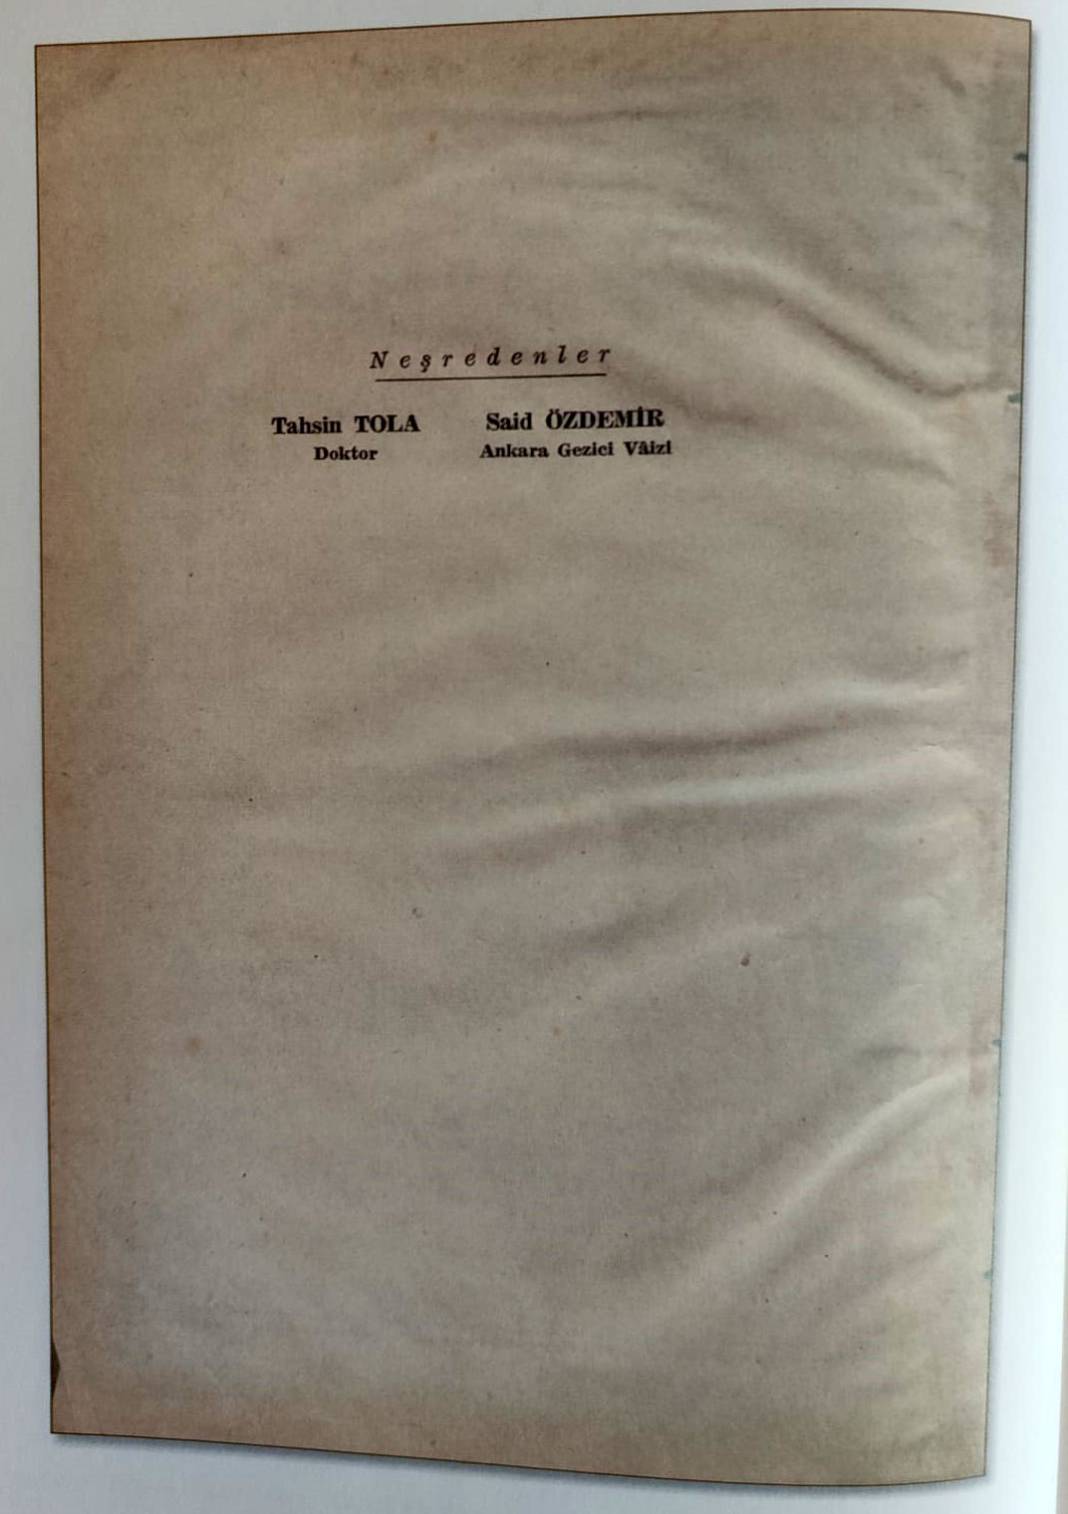 Neşredenler
Tahsin TOLA Said ÖZDEMİR
Doktor Ankara Gezici Vâizi